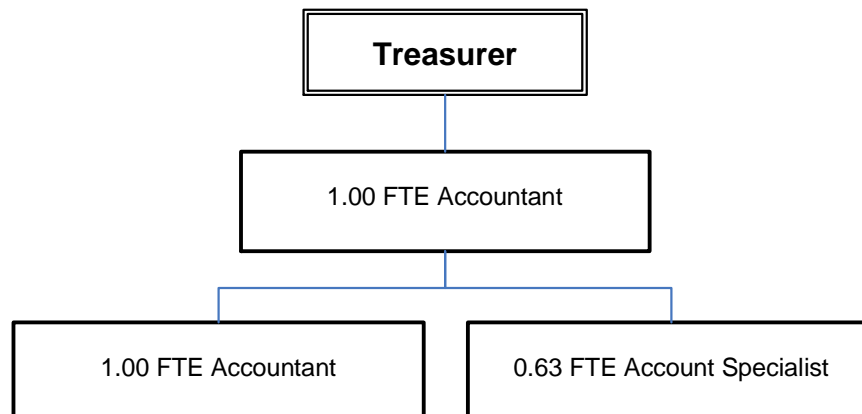 Treasurer
1.00 FTE Accountant
1.00 FTE Accountant
0.63 FTE Account Specialist